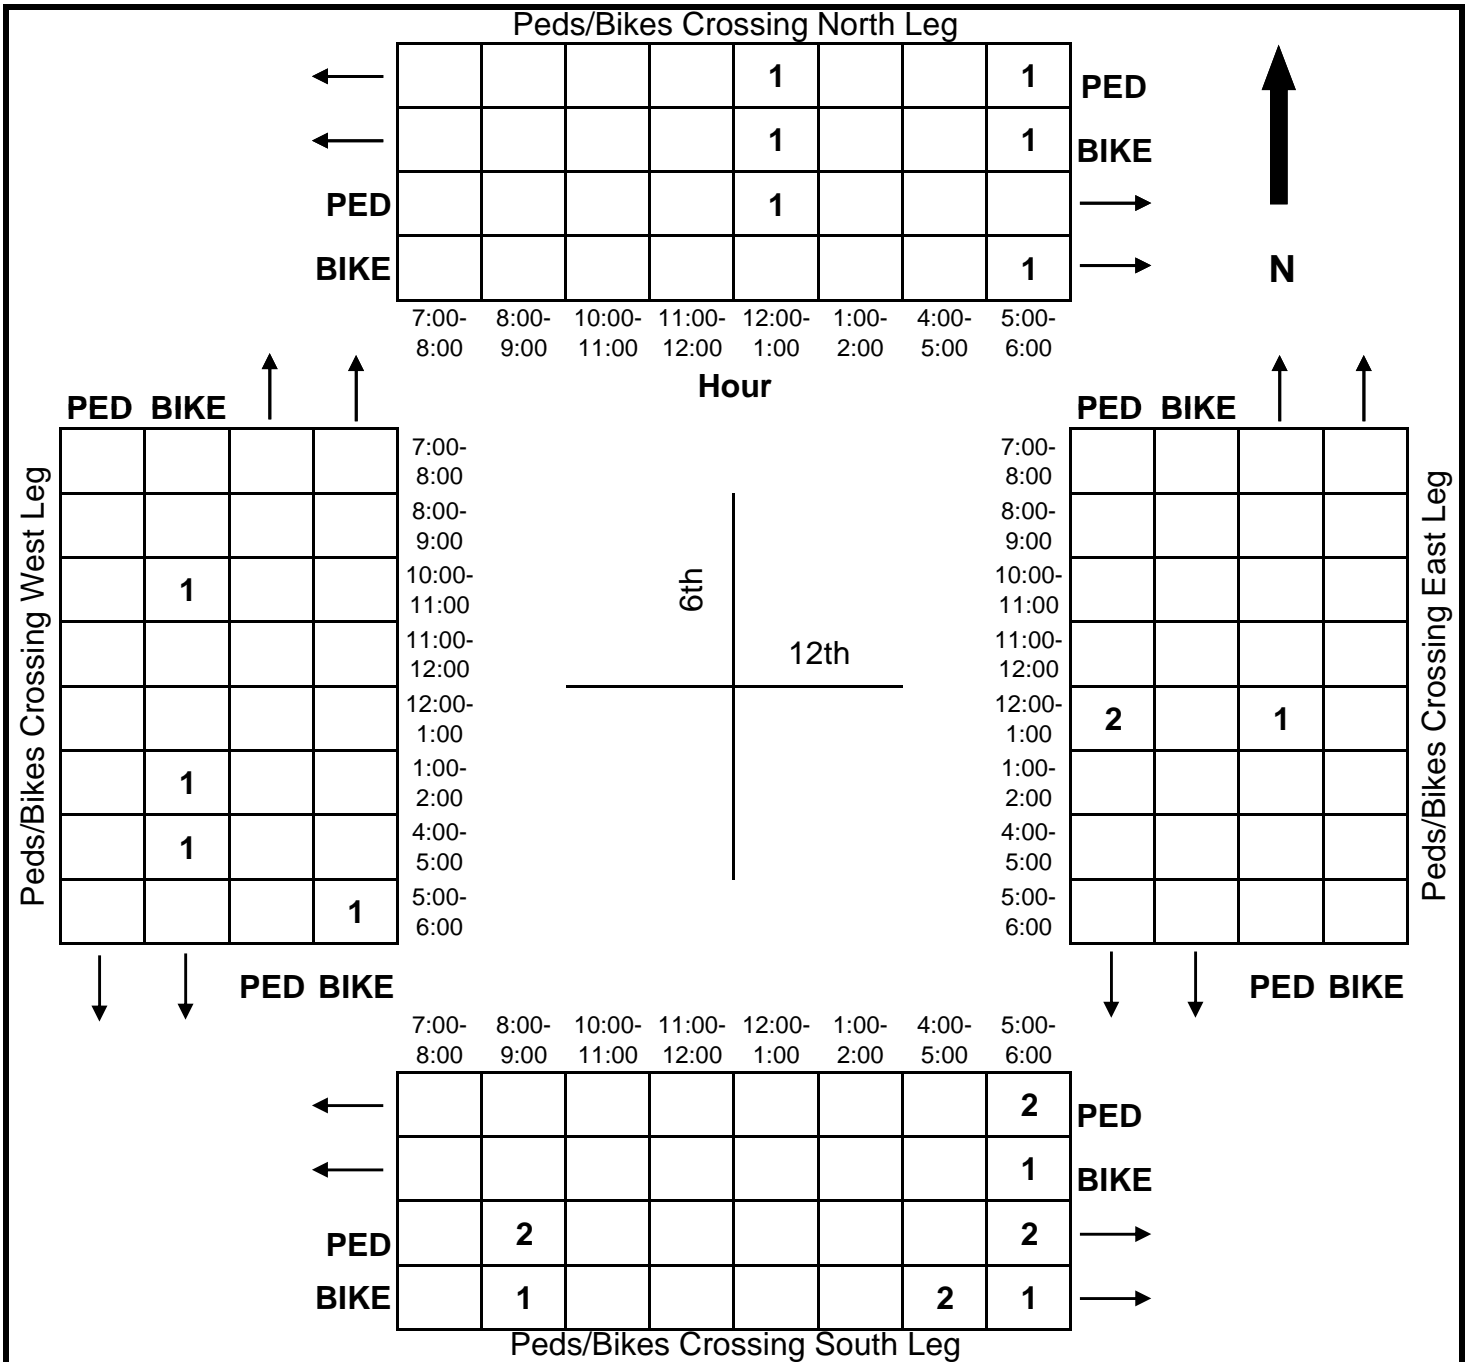 Peds/Bikes Crossing North Leg
1 1 PED
1 1 BIKE
PED 1
BIKE 1
N
7:00- 8:00- 10:00- 11:00- 12:00- 1:00- 4:00- 5:00-
8:00 9:00 11:00 12:00 1:00 2:00 5:00 6:00
Hour
PED BIKE
Peds/Bikes Crossing West Leg
7:00-
8:00
8:00-
9:00
1 10:00-
11:00
11:00-
12:00
12:00-
1:00
1 1:00-
2:00
1 4:00-
5:00
1 5:00-
6:00
PED BIKE
6th
12th
PED BIKE
7:00-
8:00
8:00-
9:00
10:00-
11:00
11:00-
12:00
12:00- 2 1
1:00
1:00-
2:00
4:00-
5:00
5:00-
6:00
PED BIKE
Peds/Bikes Crossing East Leg
7:00- 8:00- 10:00- 11:00- 12:00- 1:00- 4:00- 5:00-
8:00 9:00 11:00 12:00 1:00 2:00 5:00 6:00
2 PED
1 BIKE
PED 2 2
BIKE 1 2 1
Peds/Bikes Crossing South Leg